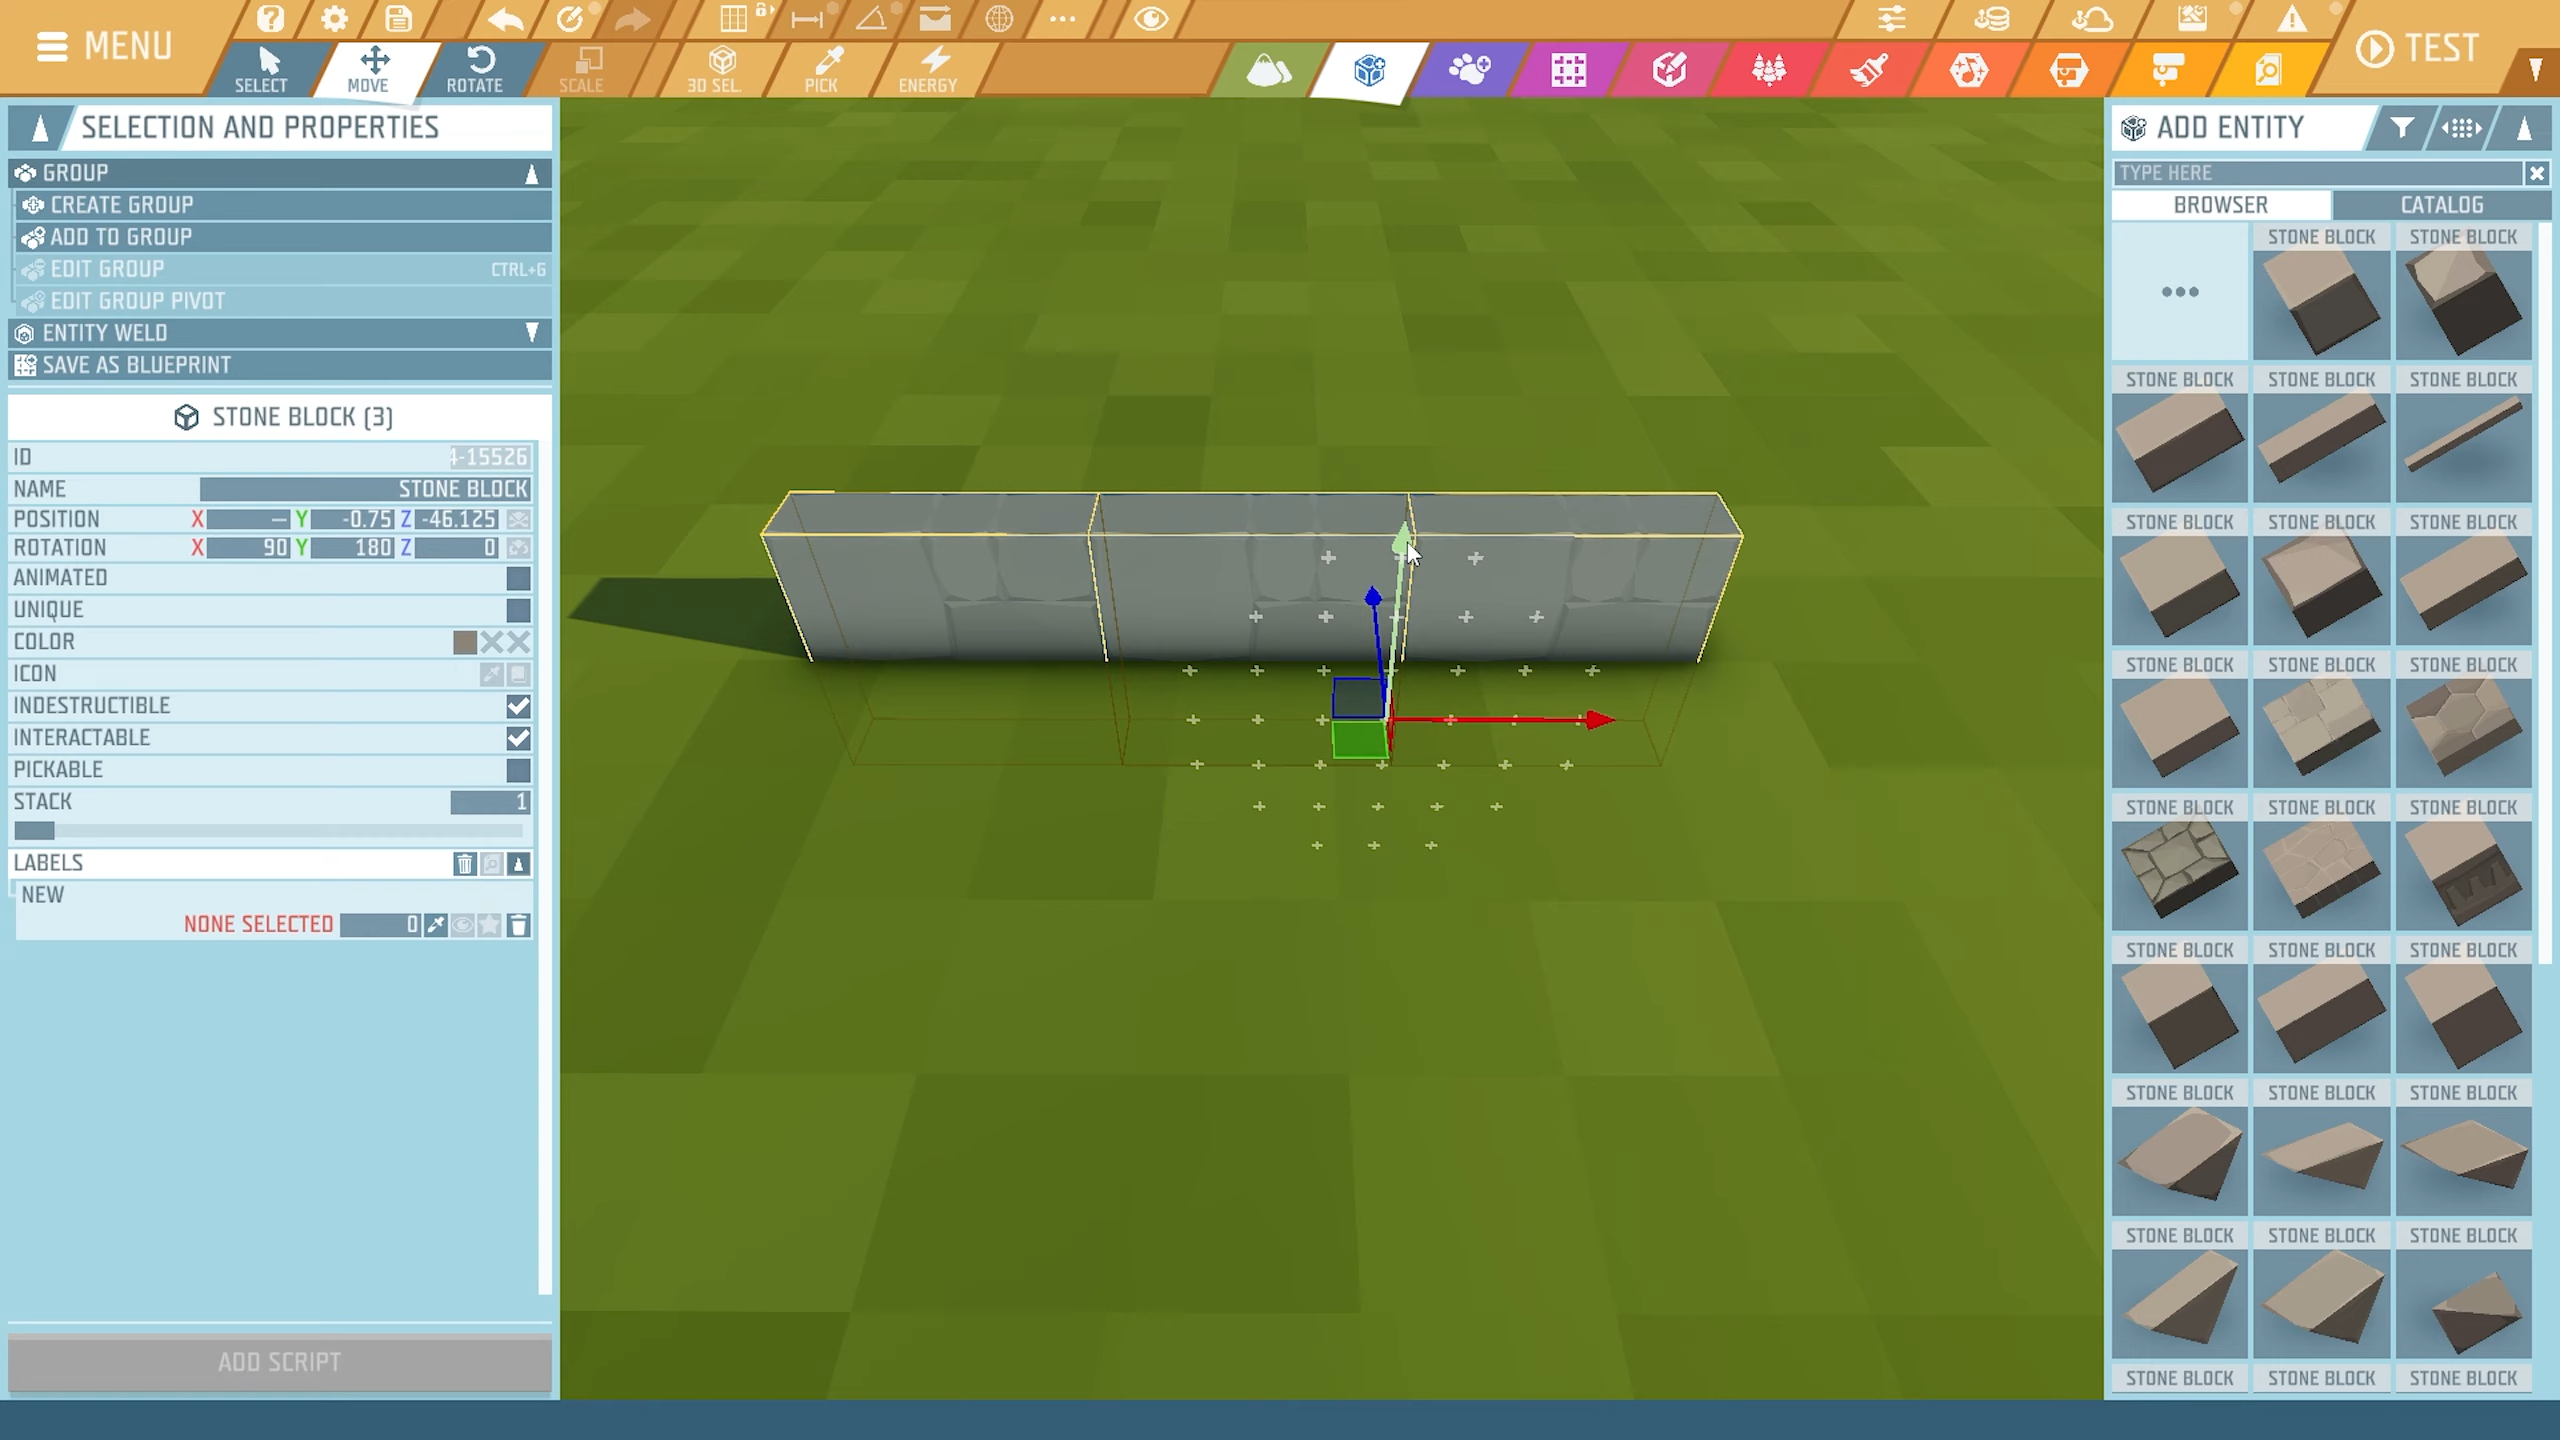 MENU
SELECT
MOVE
ROTATE
SCALE
3D SEL.
PICK
ENERGY
TEST
SELECTION AND PROPERTIES
GROUP
CREATE GROUP
ADD TO GROUP
EDIT GROUP CTRL+G
EDIT GROUP PIVOT
ENTITY WELD
SAVE AS BLUEPRINT
STONE BLOCK (3)
ID 4-15526
NAME STONE BLOCK
POSITION X — Y -0.75 Z -46.125
ROTATION X 90 Y 180 Z 0
ANIMATED
UNIQUE
COLOR
ICON
INDESTRUCTIBLE
INTERACTABLE
PICKABLE
STACK 1
LABELS
NEW
NONE SELECTED 0
ADD SCRIPT
ADD ENTITY
TYPE HERE
BROWSER CATALOG
STONE BLOCK STONE BLOCK
STONE BLOCK STONE BLOCK STONE BLOCK
STONE BLOCK STONE BLOCK STONE BLOCK
STONE BLOCK STONE BLOCK STONE BLOCK
STONE BLOCK STONE BLOCK STONE BLOCK
STONE BLOCK STONE BLOCK STONE BLOCK
STONE BLOCK STONE BLOCK STONE BLOCK
STONE BLOCK STONE BLOCK STONE BLOCK
STONE BLOCK STONE BLOCK STONE BLOCK